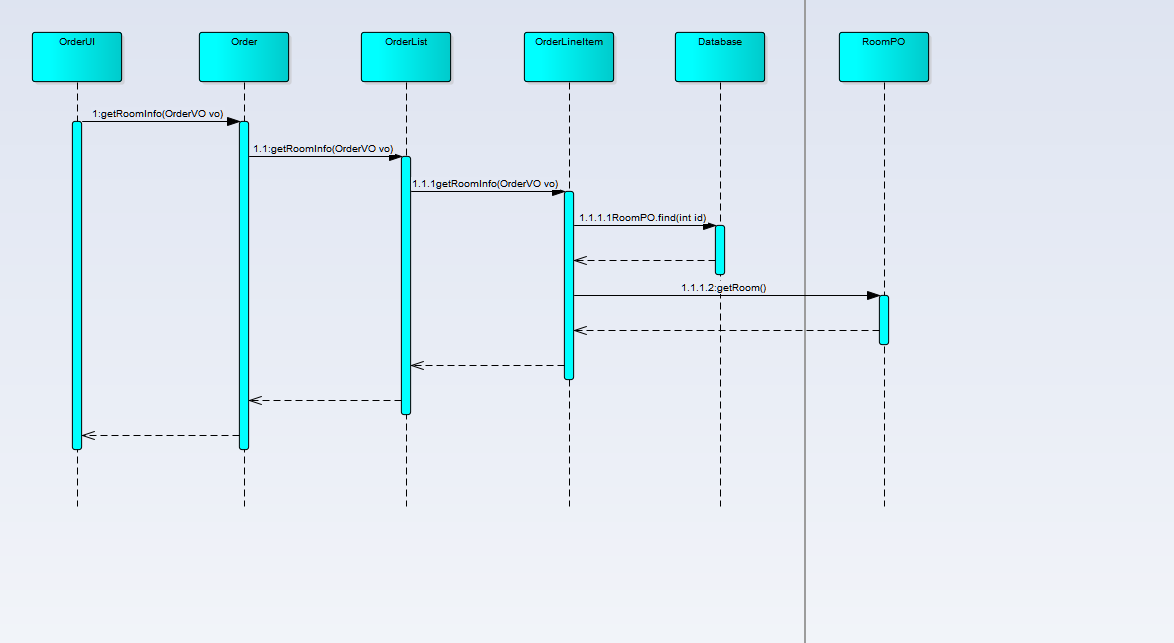 OrderUI
Order
OrderList
OrderLineItem
Database
RoomPO
1:getRoomInfo(OrderVO vo)
1.1:getRoomInfo(OrderVO vo)
1.1.1getRoomInfo(OrderVO vo)
1.1.1.1RoomPO.find(int id)
1.1.1.2:getRoom()